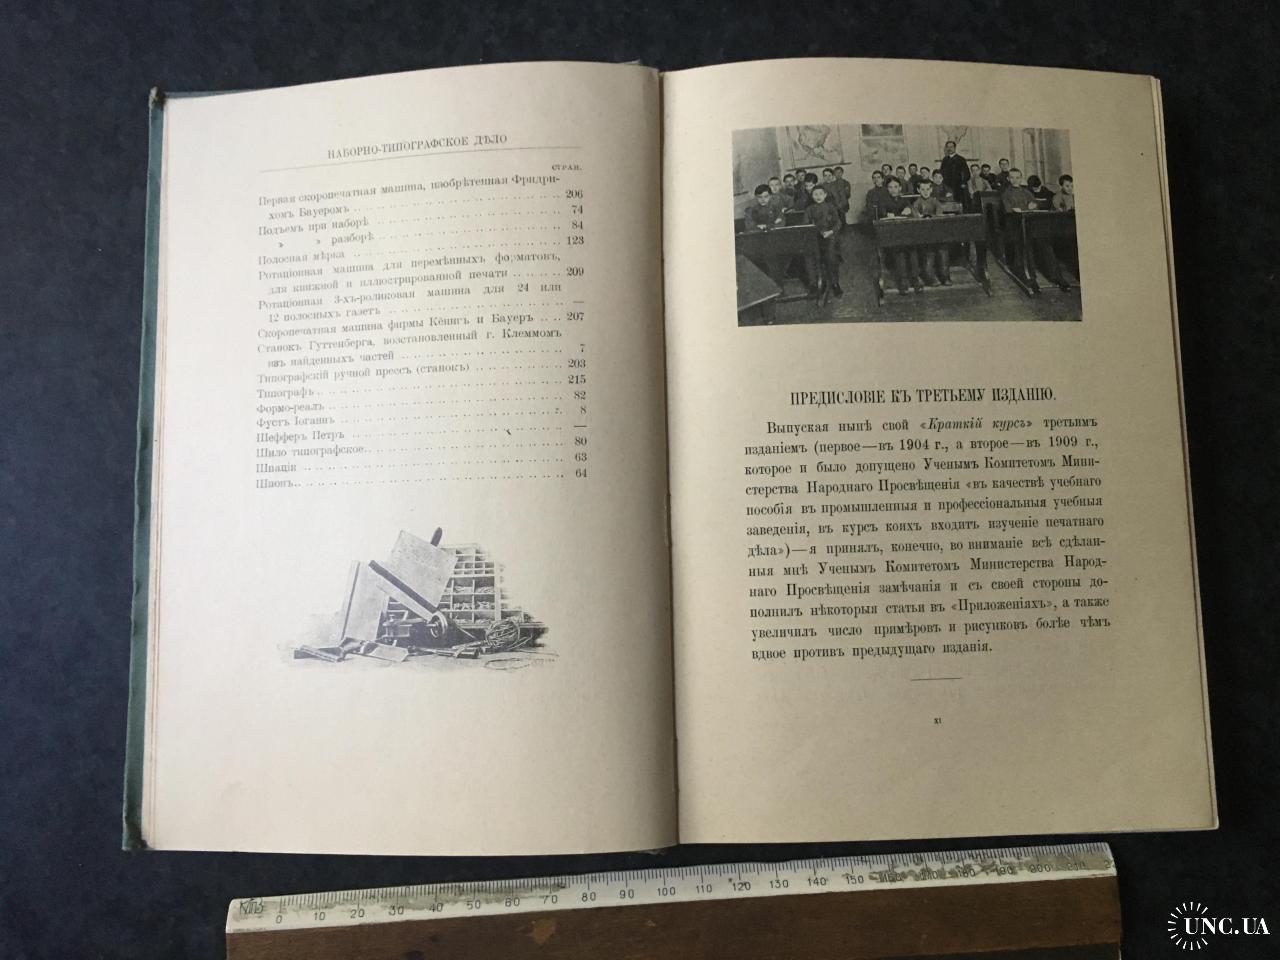 НАБОРНО-ТИПОГРАФСКОЕ ДѢЛО
СТРАН.
Первая скоропечатная машина, изобрѣтенная Фридри-
хомъ Бауеромъ 206
Подъемъ при наборѣ 74
» » разборѣ 84
Полосная мѣрка 123
Ротаціонная машина для перемѣнныхъ форматовъ,
для книжной и иллюстрированной печати 209
Ротаціонная 3-хъ-роликовая машина для 24 или
12 полосныхъ газетъ —
Скоропечатная машина фирмы Кёнигъ и Бауеръ 207
Станокъ Гуттенберга, возстановленный г. Клеммомъ
изъ найденныхъ частей 7
Типографскій ручной прессъ (станокъ) 203
Типографъ 215
Формо-реалъ 82
Фустъ Іоганнъ 8
Шефферъ Петръ —
Шило типографское 80
Шпаціи 63
Шпонъ 64
ПРЕДИСЛОВІЕ КЪ ТРЕТЬЕМУ ИЗДАНІЮ.
Выпуская нынѣ свой «Краткій курсъ» третьимъ
изданіемъ (первое—въ 1904 г., а второе—въ 1909 г.,
которое и было допущено Ученымъ Комитетомъ Мини-
стерства Народнаго Просвѣщенія «въ качествѣ учебнаго
пособія въ промышленныя и профессіональныя учебныя
заведенія, въ курсъ коихъ входитъ изученіе печатнаго
дѣла»)—я принялъ, конечно, во вниманіе всѣ сдѣлан-
ныя мнѣ Ученымъ Комитетомъ Министерства Народ-
наго Просвѣщенія замѣчанія и съ своей стороны до-
полнилъ нѣкоторыя статьи въ «Приложеніяхъ», а также
увеличилъ число примѣровъ и рисунковъ болѣе чѣмъ
вдвое противъ предыдущаго изданія.
XI
0 10 20 30 40 50 60 70 80 90 100 110 120 130 140 150 160 170 180 190 200 210
UNC.UA